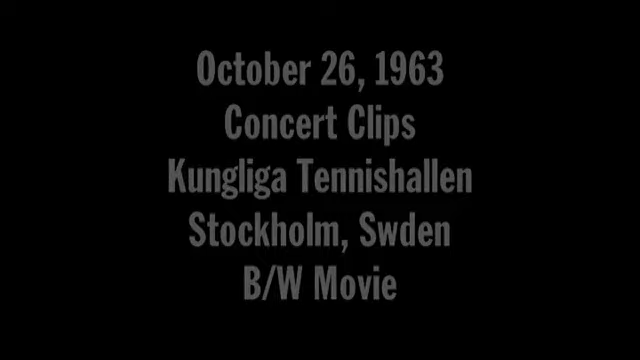 October 26, 1963
Concert Clips
Kungliga Tennishallen
Stockholm, Swden
B/W Movie